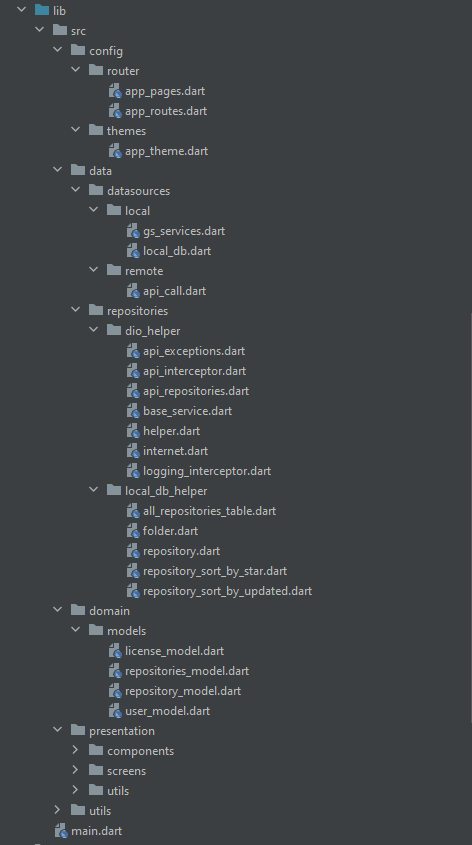 lib
src
config
router
app_pages.dart
app_routes.dart
themes
app_theme.dart
data
datasources
local
gs_services.dart
local_db.dart
remote
api_call.dart
repositories
dio_helper
api_exceptions.dart
api_interceptor.dart
api_repositories.dart
base_service.dart
helper.dart
internet.dart
logging_interceptor.dart
local_db_helper
all_repositories_table.dart
folder.dart
repository.dart
repository_sort_by_star.dart
repository_sort_by_updated.dart
domain
models
license_model.dart
repositories_model.dart
repository_model.dart
user_model.dart
presentation
components
screens
utils
utils
main.dart